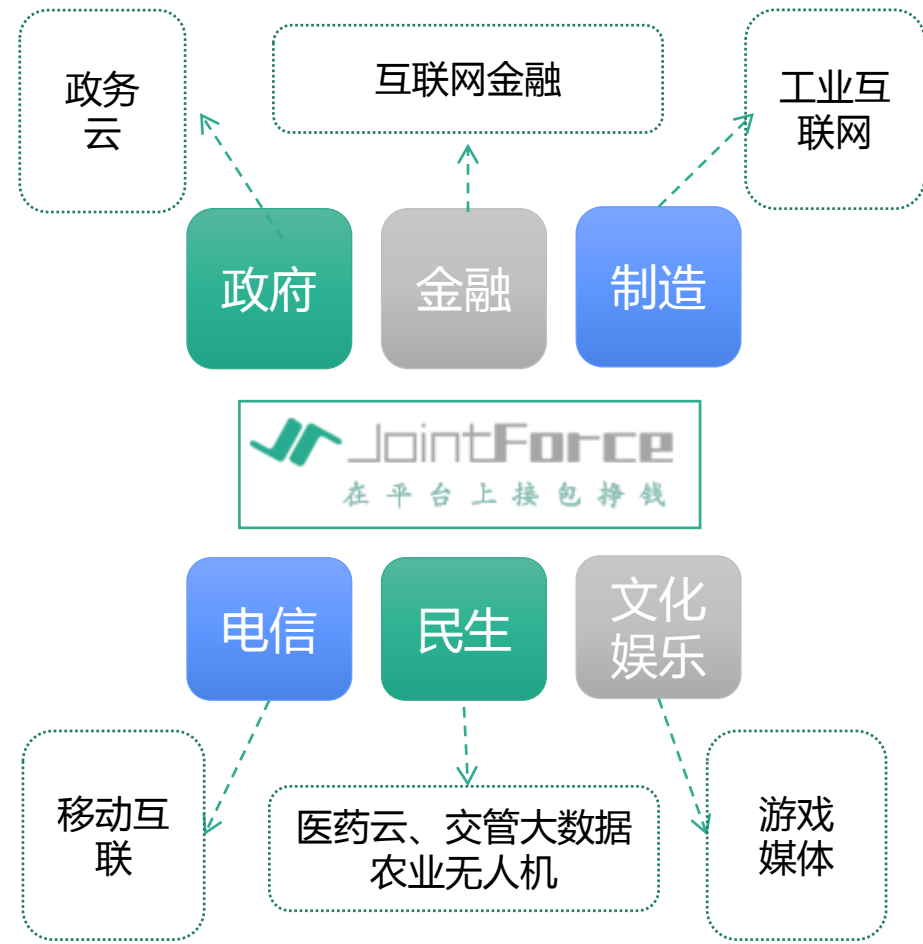 政务
云
互联网金融
工业互
联网
政府
金融
制造
JointForce
在平台上接包挣钱
电信
民生
文化
娱乐
移动互
联
医药云、交管大数据
农业无人机
游戏
媒体